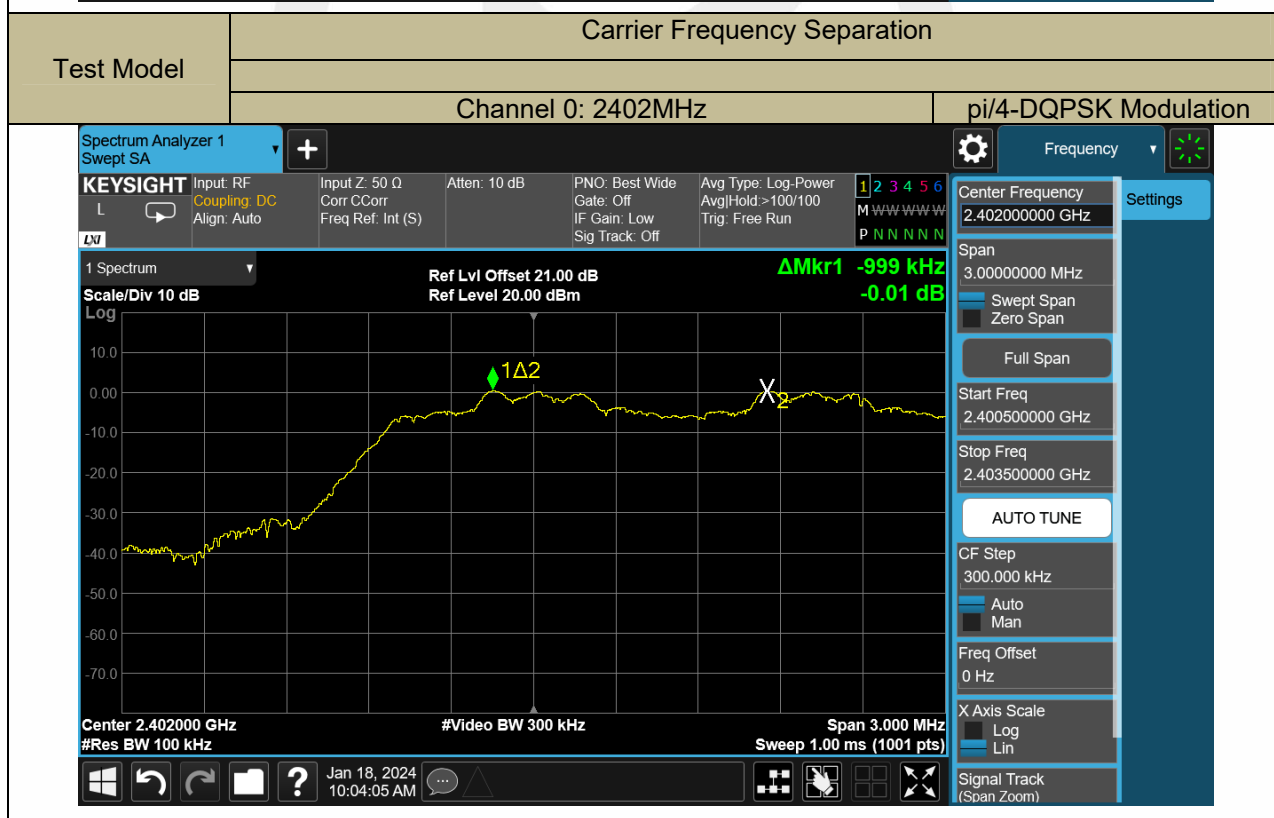 Test Model
Carrier Frequency Separation
Channel 0: 2402MHz
pi/4-DQPSK Modulation
Spectrum Analyzer 1
Swept SA
Frequency
KEYSIGHT
L
LXI
Input: RF
Coupling: DC
Align: Auto
Input Z: 50 Ω
Corr CCorr
Freq Ref: Int (S)
Atten: 10 dB
PNO: Best Wide
Gate: Off
IF Gain: Low
Sig Track: Off
Avg Type: Log-Power
Avg|Hold:>100/100
Trig: Free Run
1 2 3 4 5 6
M W W W W W
P N N N N N
1 Spectrum
Scale/Div 10 dB
Log
Ref Lvl Offset 21.00 dB
Ref Level 20.00 dBm
ΔMkr1 -999 kHz
-0.01 dB
10.0
0.00
-10.0
-20.0
-30.0
-40.0
-50.0
-60.0
-70.0
1Δ2
X2
Center 2.402000 GHz
#Res BW 100 kHz
#Video BW 300 kHz
Span 3.000 MHz
Sweep 1.00 ms (1001 pts)
Jan 18, 2024
10:04:05 AM
Center Frequency
2.402000000 GHz
Settings
Span
3.00000000 MHz
Swept Span
Zero Span
Full Span
Start Freq
2.400500000 GHz
Stop Freq
2.403500000 GHz
AUTO TUNE
CF Step
300.000 kHz
Auto
Man
Freq Offset
0 Hz
X Axis Scale
Log
Lin
Signal Track
(Span Zoom)